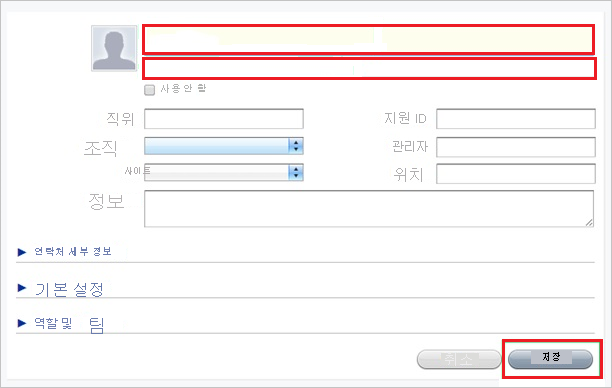 사용 안 함
직위 지원 ID
조직 관리자
사이트 위치
정보
연락처 세부 정보
기본 설정
역할 및 팀
취소 저장